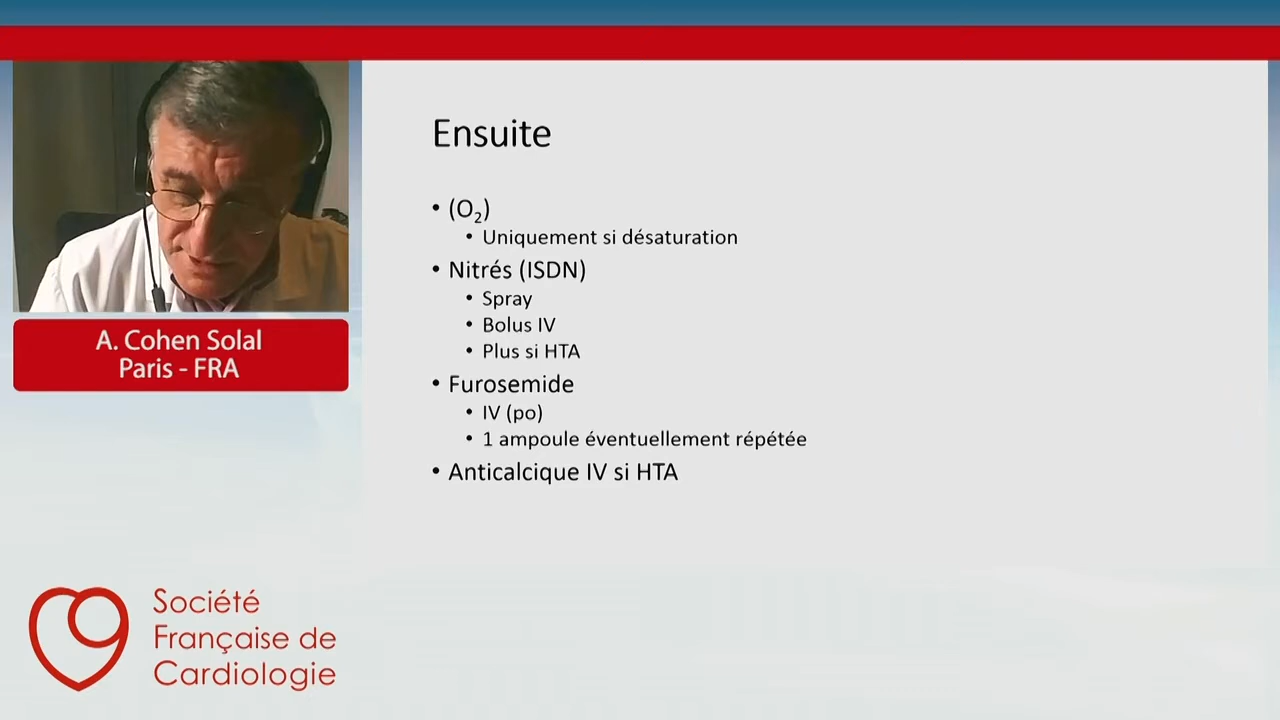 A. Cohen Solal
Paris - FRA
Société
Française de
Cardiologie
Ensuite
• (O₂)
• Uniquement si désaturation
• Nitrés (ISDN)
• Spray
• Bolus IV
• Plus si HTA
• Furosemide
• IV (po)
• 1 ampoule éventuellement répétée
• Anticalcique IV si HTA